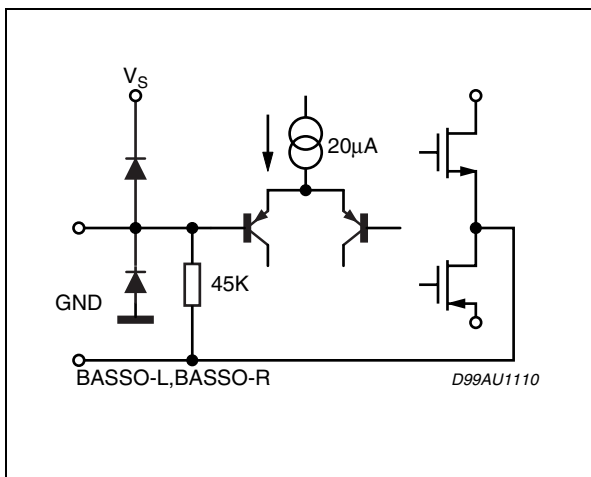 VS
20μA
45K
GND
BASSO-L,BASSO-R
D99AU1110